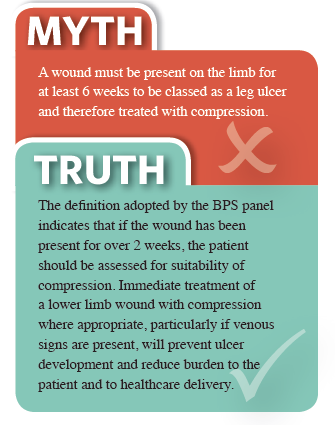 MYTH
A wound must be present on the limb for
at least 6 weeks to be classed as a leg ulcer
and therefore treated with compression.
TRUTH
The definition adopted by the BPS panel
indicates that if the wound has been
present for over 2 weeks, the patient
should be assessed for suitability of
compression. Immediate treatment of
a lower limb wound with compression
where appropriate, particularly if venous
signs are present, will prevent ulcer
development and reduce burden to the
patient and to healthcare delivery.